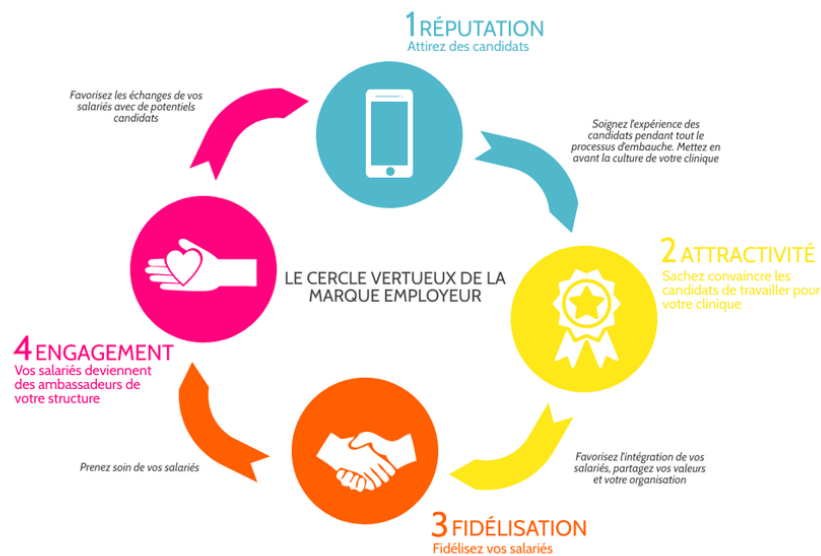 1 RÉPUTATION
Attirez des candidats
Favorisez les échanges de vos
salariés avec de potentiels
candidats
Soignez l'expérience des
candidats pendant tout le
processus d'embauche. Mettez en
avant la culture de votre clinique
2 ATTRACTIVITÉ
Sachez convaincre les
candidats de travailler pour
votre clinique
LE CERCLE VERTUEUX DE LA
MARQUE EMPLOYEUR
4 ENGAGEMENT
Vos salariés deviennent
des ambassadeurs de
votre structure
Prenez soin de vos salariés
Favorisez l'intégration de vos
salariés, partagez vos valeurs
et votre organisation
3 FIDÉLISATION
Fidélisez vos salariés